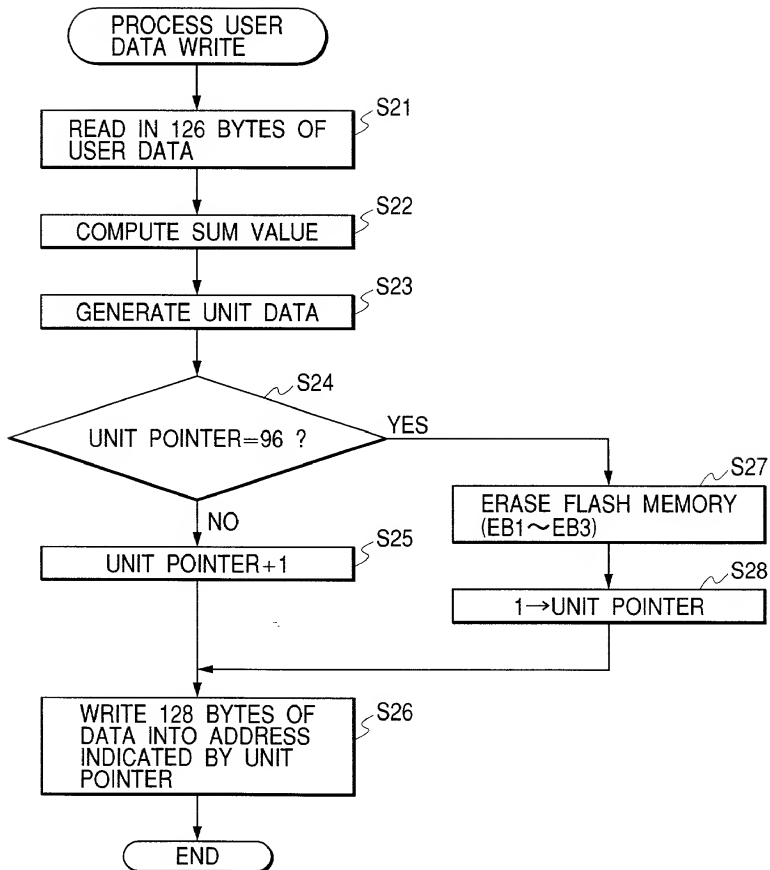 PROCESS USER
DATA WRITE
S21
READ IN 126 BYTES OF
USER DATA
S22
COMPUTE SUM VALUE
S23
GENERATE UNIT DATA
S24
UNIT POINTER=96 ?
YES
NO
S27
ERASE FLASH MEMORY
(EB1～EB3)
S25
UNIT POINTER+1
S28
1→UNIT POINTER
S26
WRITE 128 BYTES OF
DATA INTO ADDRESS
INDICATED BY UNIT
POINTER
END